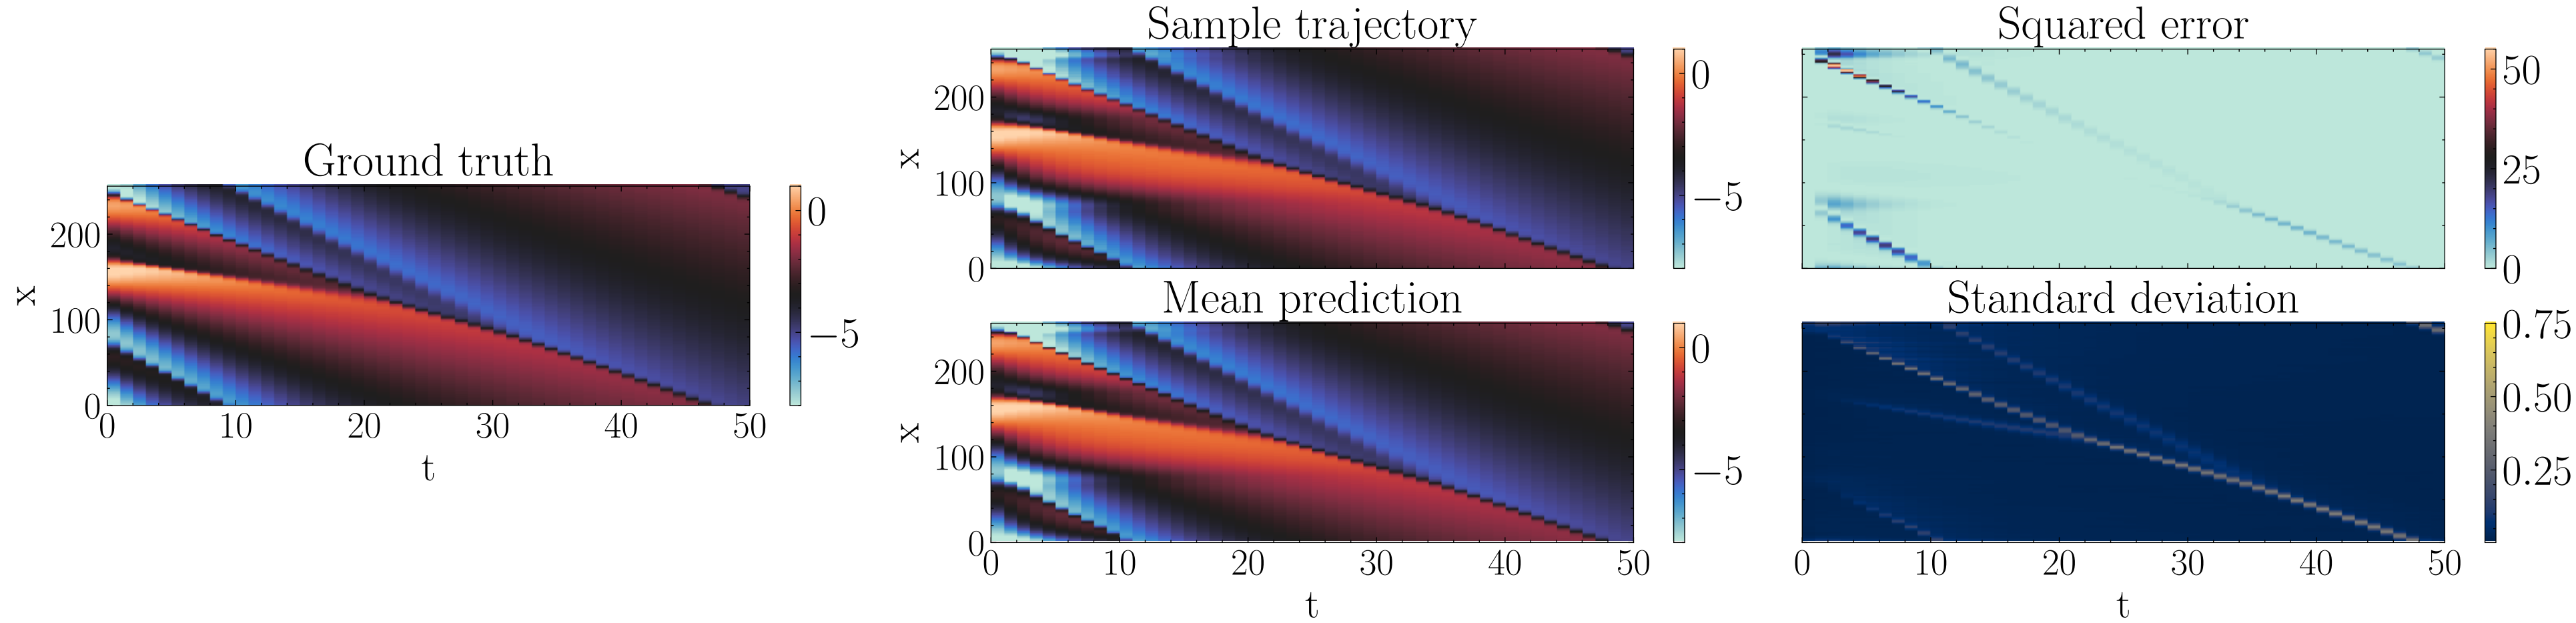 Ground truth
x
200
100
0
0 10 20 30 40 50
t
0
−5
Sample trajectory
x
200
100
0
0
−5
Mean prediction
x
200
100
0
0 10 20 30 40 50
t
0
−5
Squared error
50
25
0
Standard deviation
0 10 20 30 40 50
t
0.75
0.50
0.25